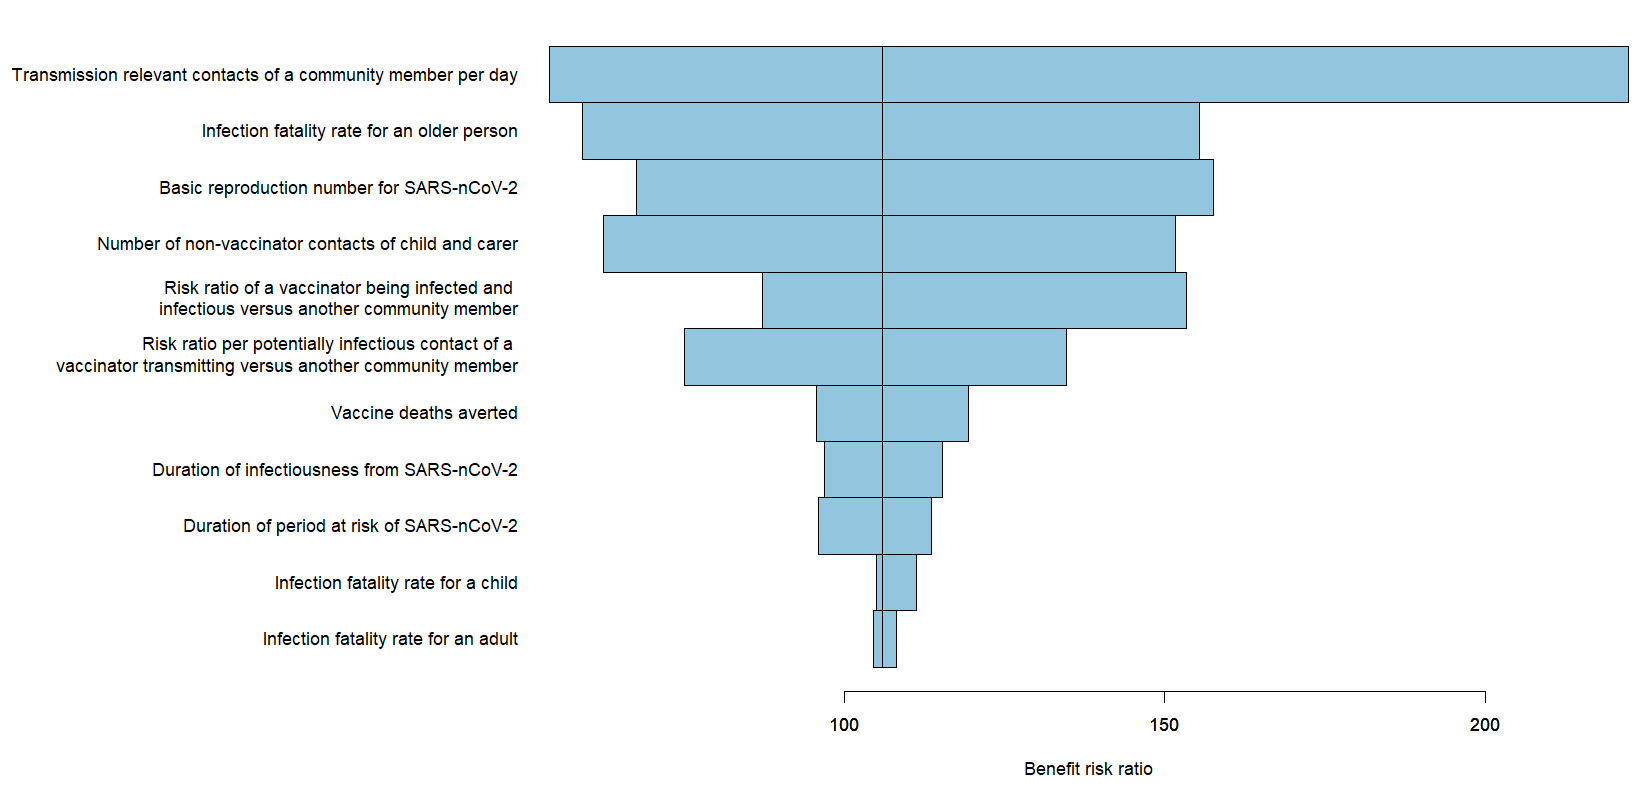 Transmission relevant contacts of a community member per day
Infection fatality rate for an older person
Basic reproduction number for SARS-nCoV-2
Number of non-vaccinator contacts of child and carer
Risk ratio of a vaccinator being infected and
infectious versus another community member
Risk ratio per potentially infectious contact of a
vaccinator transmitting versus another community member
Vaccine deaths averted
Duration of infectiousness from SARS-nCoV-2
Duration of period at risk of SARS-nCoV-2
Infection fatality rate for a child
Infection fatality rate for an adult
100 150 200
Benefit risk ratio